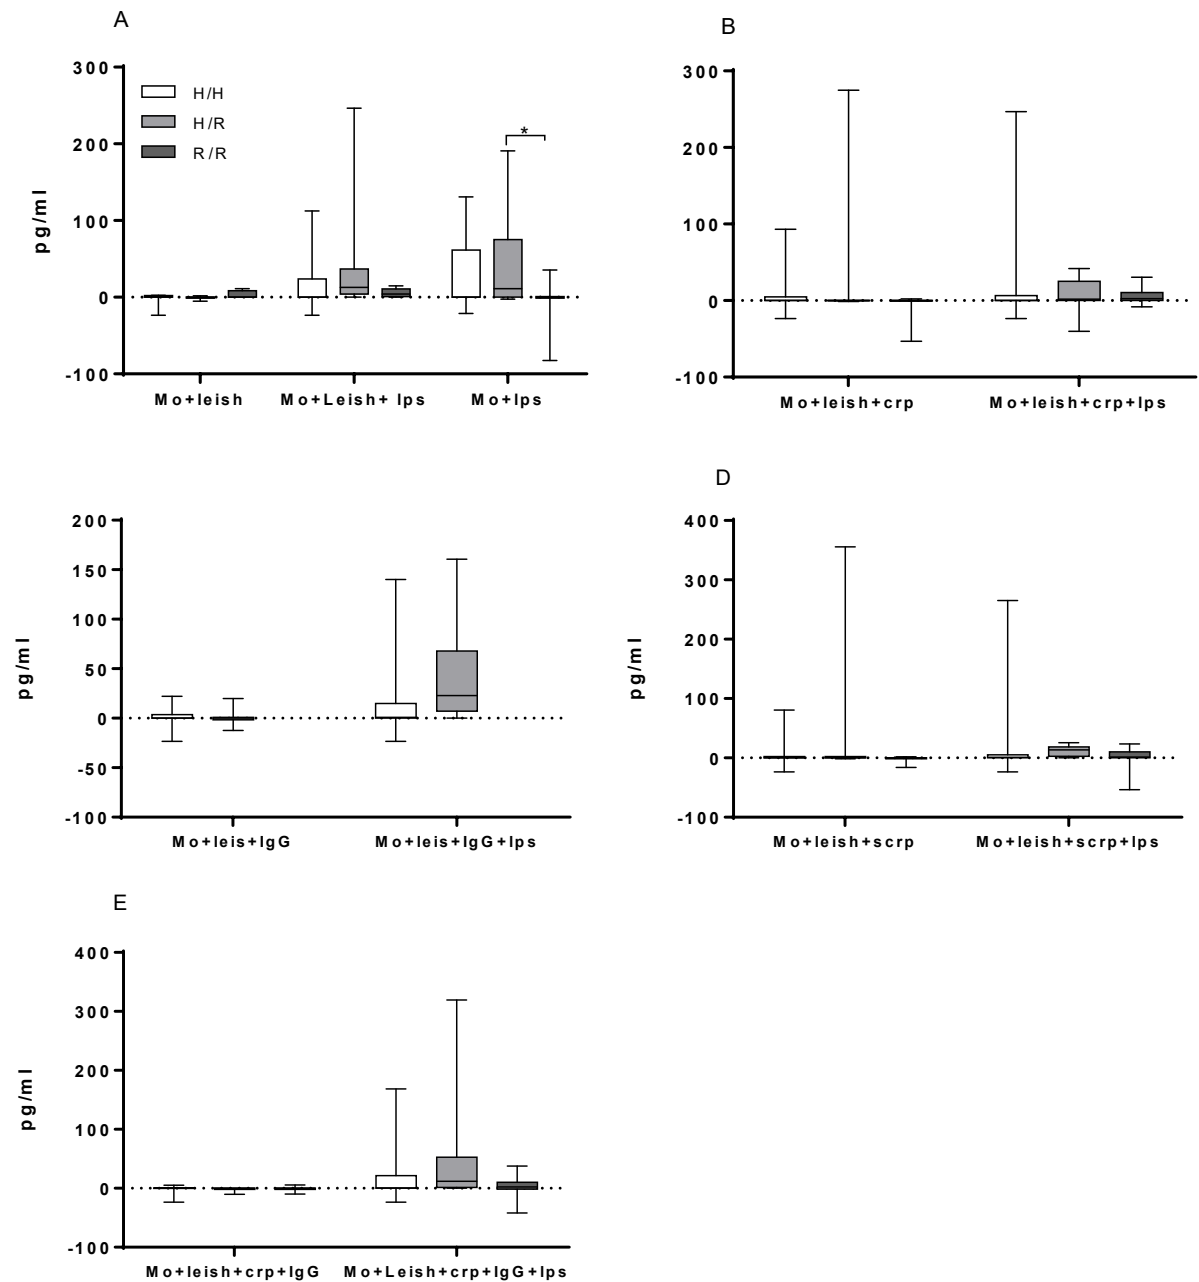 A
300
200
100
0
-100
pg/ml
H/H
H/R
R/R
*
Mo+leish Mo+Leish+ lps Mo+lps
B
300
200
100
0
-100
Mo+leish+crp Mo+leish+crp+lps
200
150
100
50
0
-50
-100
pg/ml
Mo+leis+IgG Mo+leis+IgG+lps
D
400
300
200
100
0
-100
pg/ml
Mo+leish+scrp Mo+leish+scrp+lps
E
400
300
200
100
0
-100
pg/ml
Mo+leish+crp+IgG Mo+Leish+crp+IgG+lps